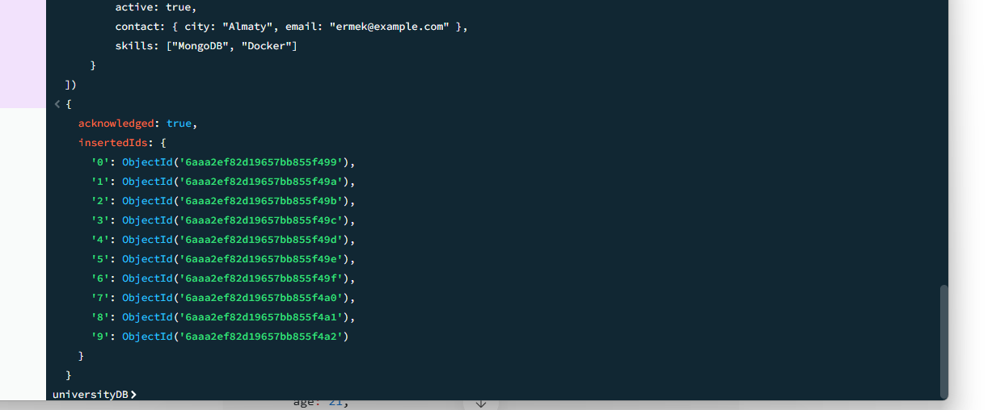 active: true,
contact: { city: "Almaty", email: "ermek@example.com" },
skills: ["MongoDB", "Docker"]
}
])
< {
acknowledged: true,
insertedIds: {
'0': ObjectId('6aaa2ef82d19657bb855f499'),
'1': ObjectId('6aaa2ef82d19657bb855f49a'),
'2': ObjectId('6aaa2ef82d19657bb855f49b'),
'3': ObjectId('6aaa2ef82d19657bb855f49c'),
'4': ObjectId('6aaa2ef82d19657bb855f49d'),
'5': ObjectId('6aaa2ef82d19657bb855f49e'),
'6': ObjectId('6aaa2ef82d19657bb855f49f'),
'7': ObjectId('6aaa2ef82d19657bb855f4a0'),
'8': ObjectId('6aaa2ef82d19657bb855f4a1'),
'9': ObjectId('6aaa2ef82d19657bb855f4a2')
}
}
universityDB>
age: 21,